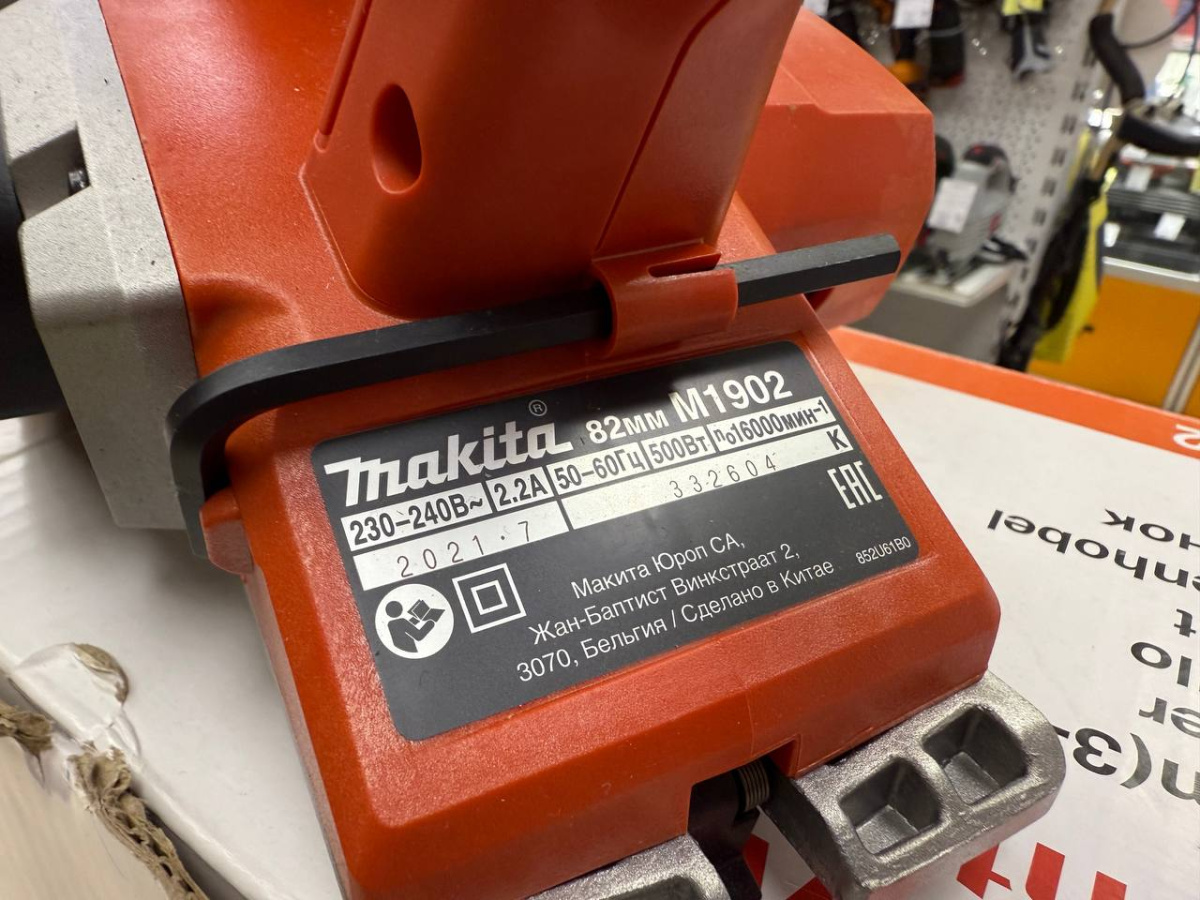 makita® 82мм M1902
230-240В~ 2.2А 50-60Гц 500Вт n₀16000мин⁻¹
2021.7 332604 K
EAC
Макита Юроп СА,
Жан-Баптист Винкстраат 2,
3070, Бельгия / Сделано в Китае
852U61B0